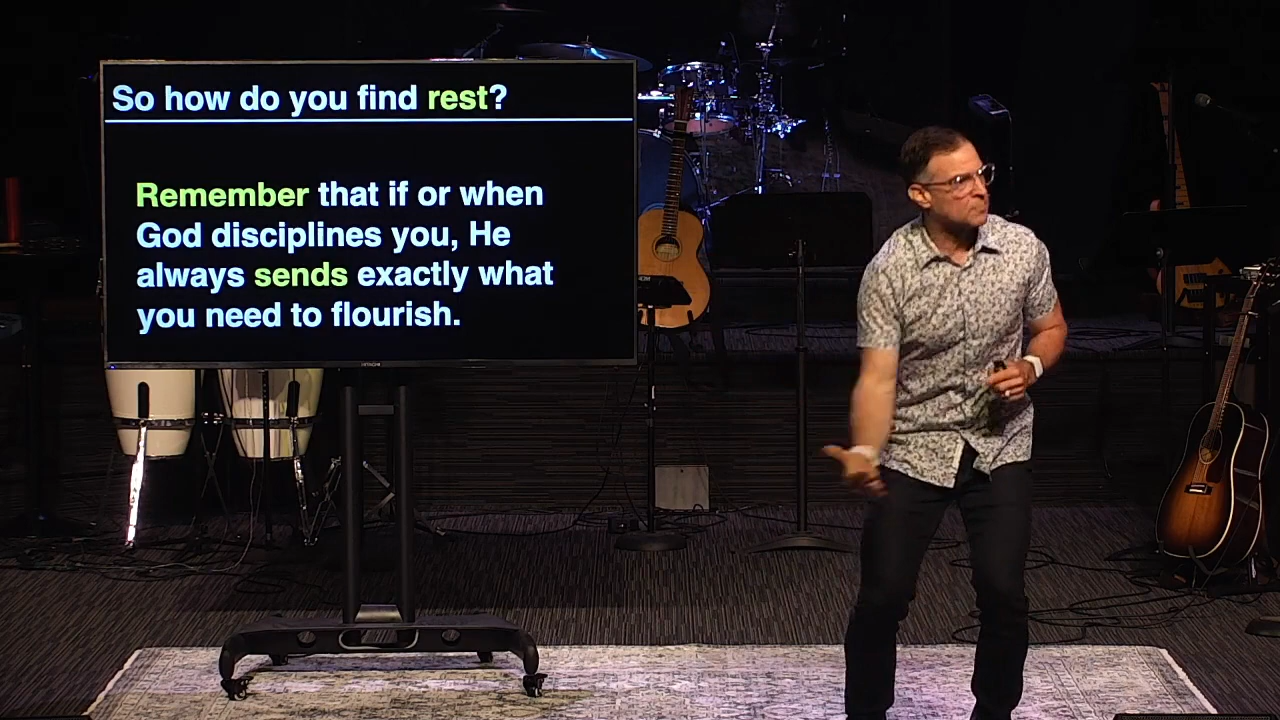 So how do you find rest?
Remember that if or when
God disciplines you, He
always sends exactly what
you need to flourish.
HITACHI